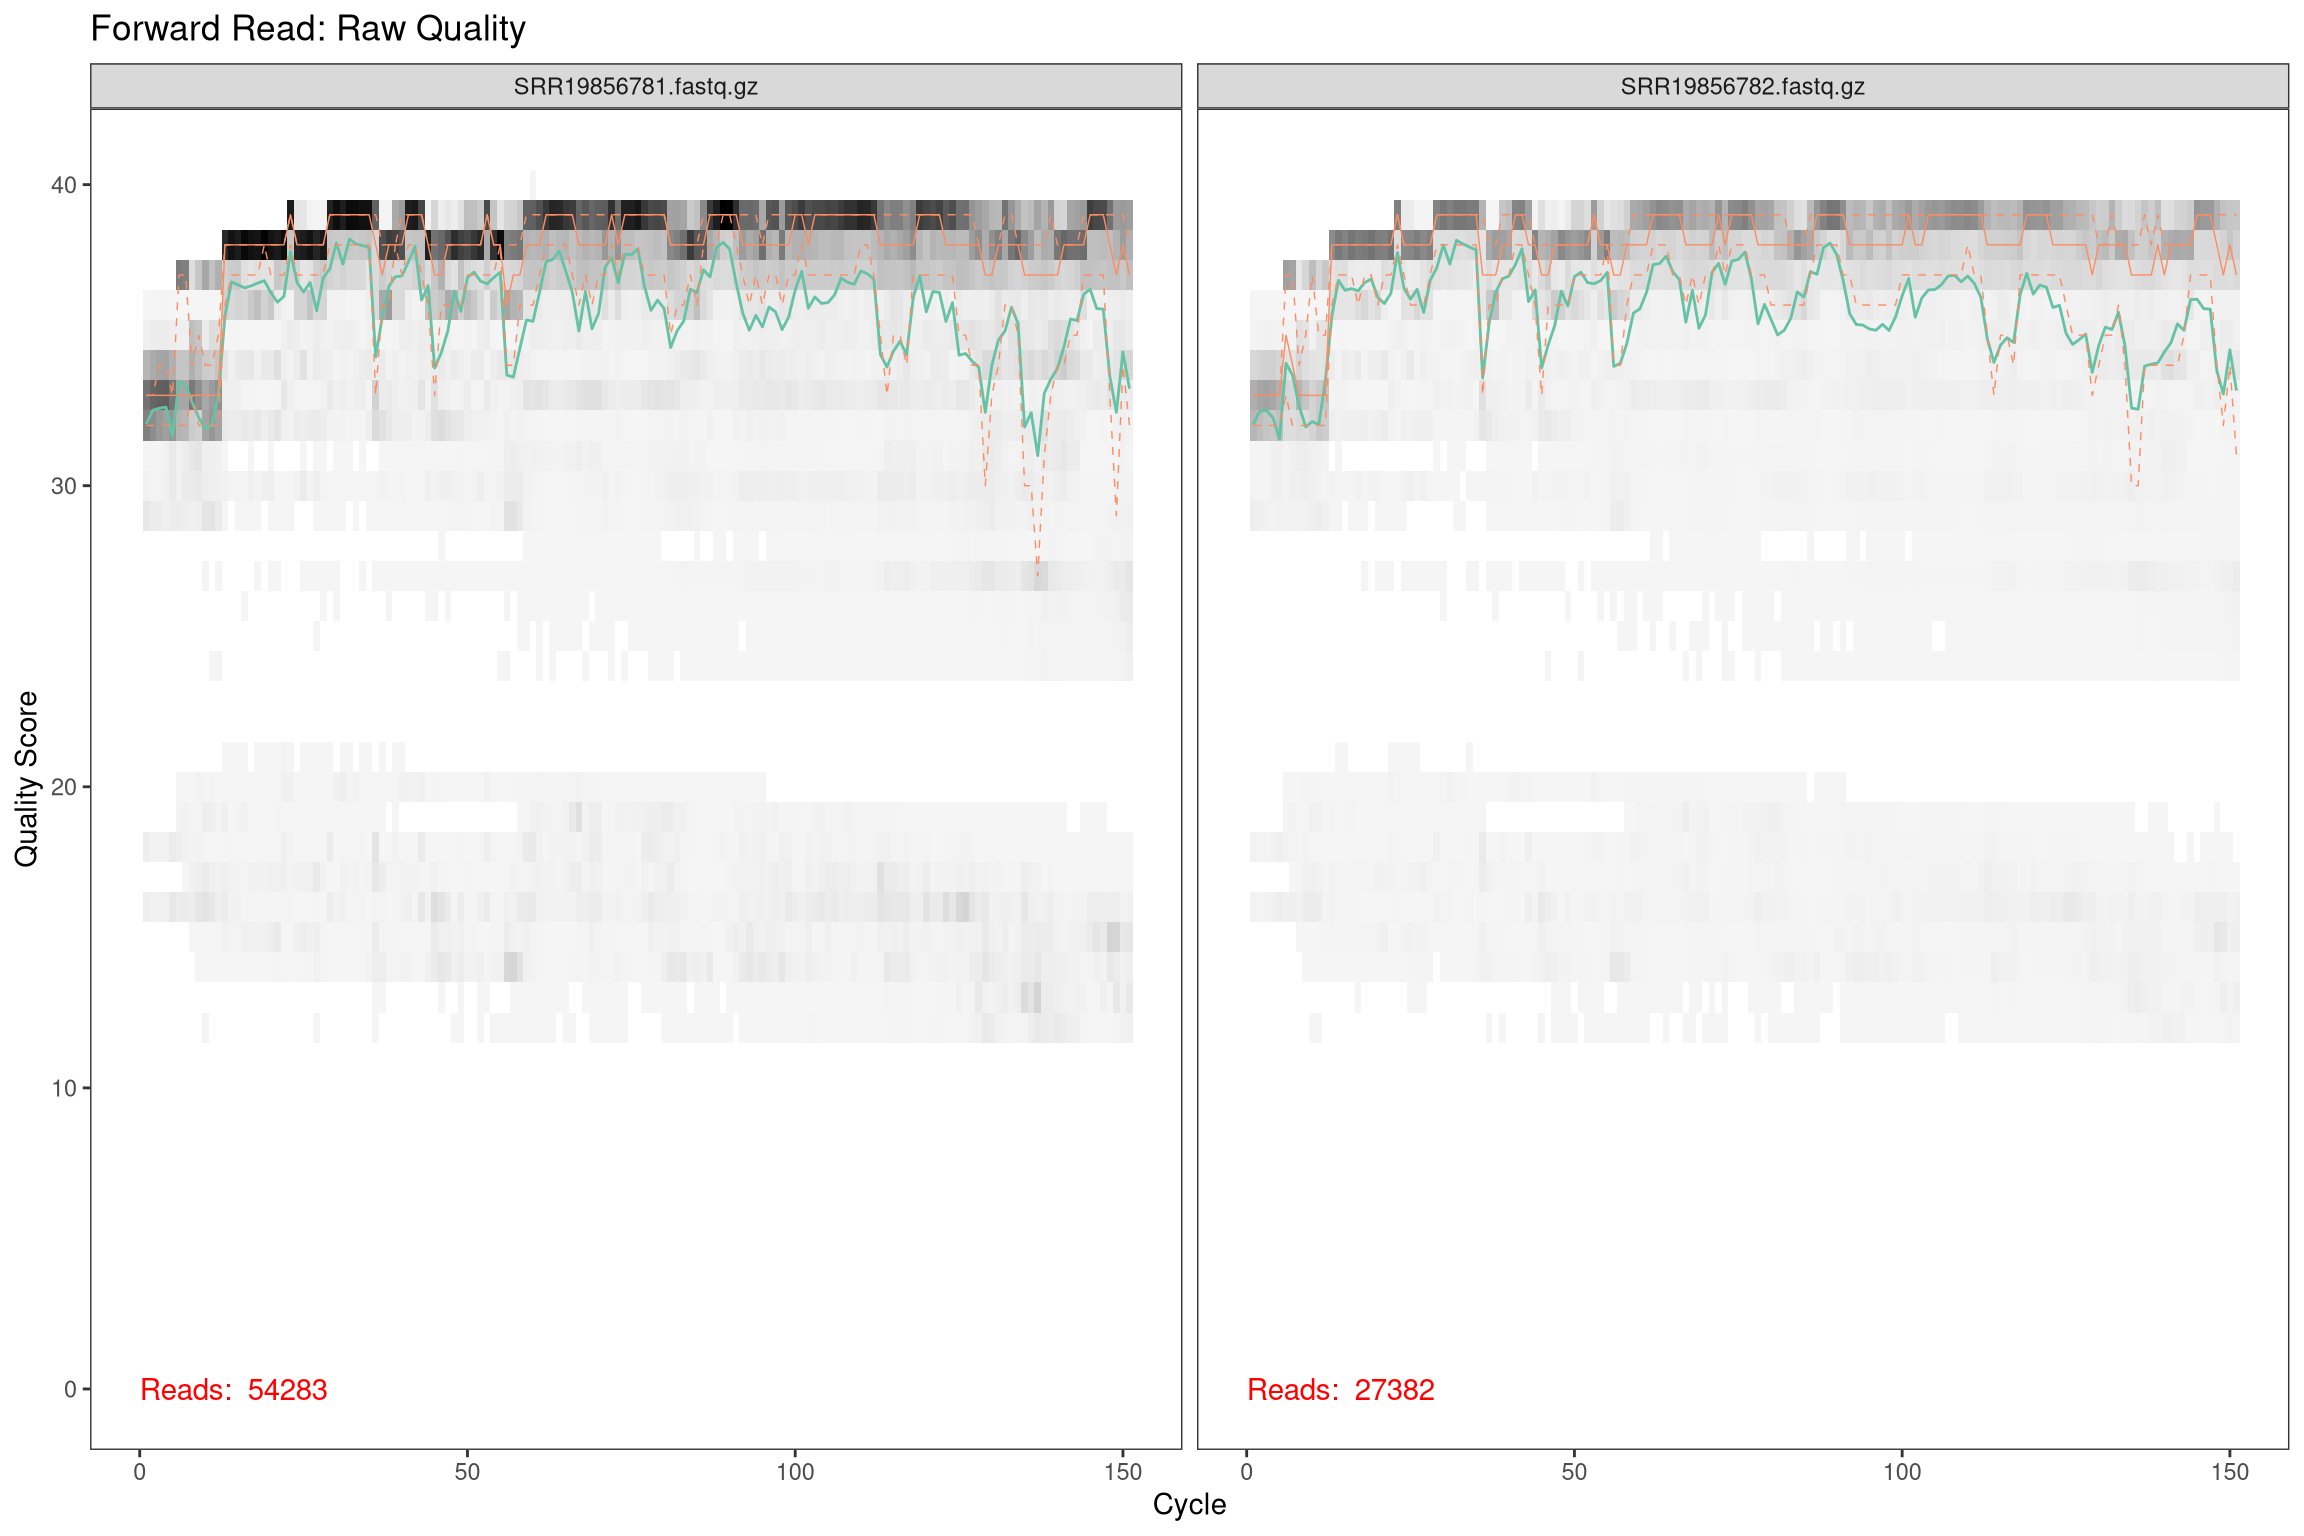 Forward Read: Raw Quality
SRR19856781.fastq.gz
SRR19856782.fastq.gz
Quality Score
40
30
20
10
0
Reads:  54283
Reads:  27382
0 50 100 150
0 50 100 150
Cycle